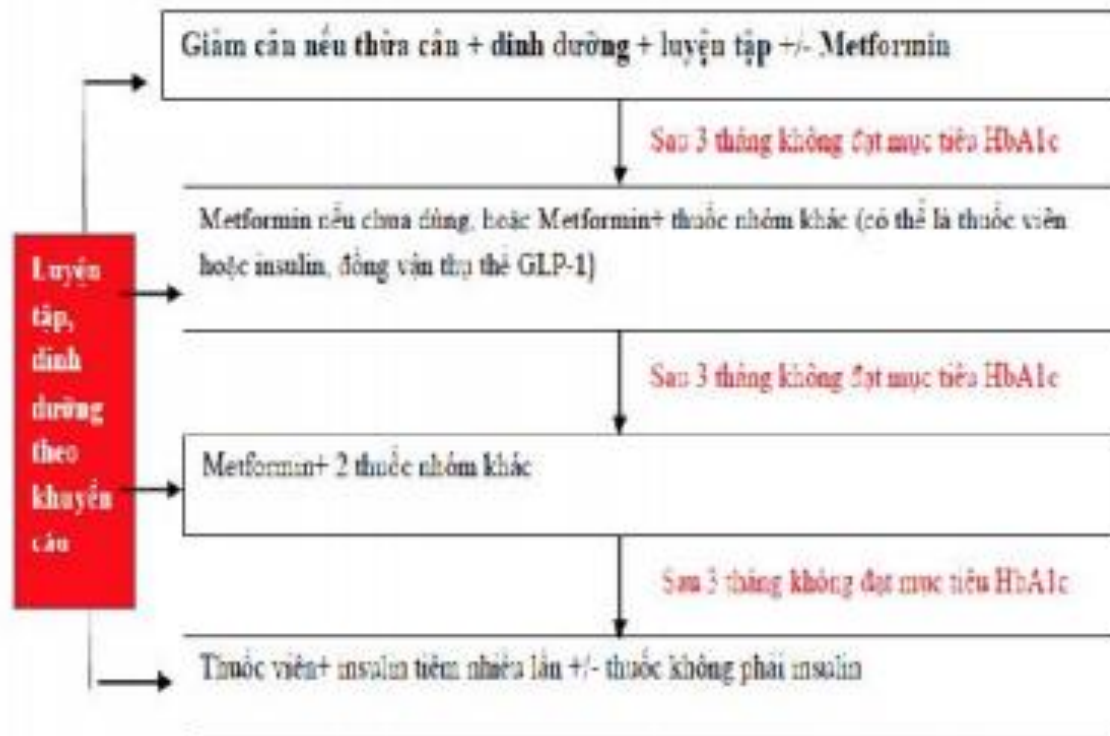 Giảm cân nếu thừa cân + dinh dưỡng + luyện tập +/- Metformin
Sau 3 tháng không đạt mục tiêu HbA1c
Metformin nếu chưa dùng, hoặc Metformin+ thuốc nhóm khác (có thể là thuốc viên
hoặc insulin, đồng vận thụ thể GLP-1)
Luyện
tập,
dinh
dưỡng
theo
khuyến
cáo
Sau 3 tháng không đạt mục tiêu HbA1c
Metformin+ 2 thuốc nhóm khác
Sau 3 tháng không đạt mục tiêu HbA1c
Thuốc viên+ insulin tiêm nhiều lần +/- thuốc không phải insulin